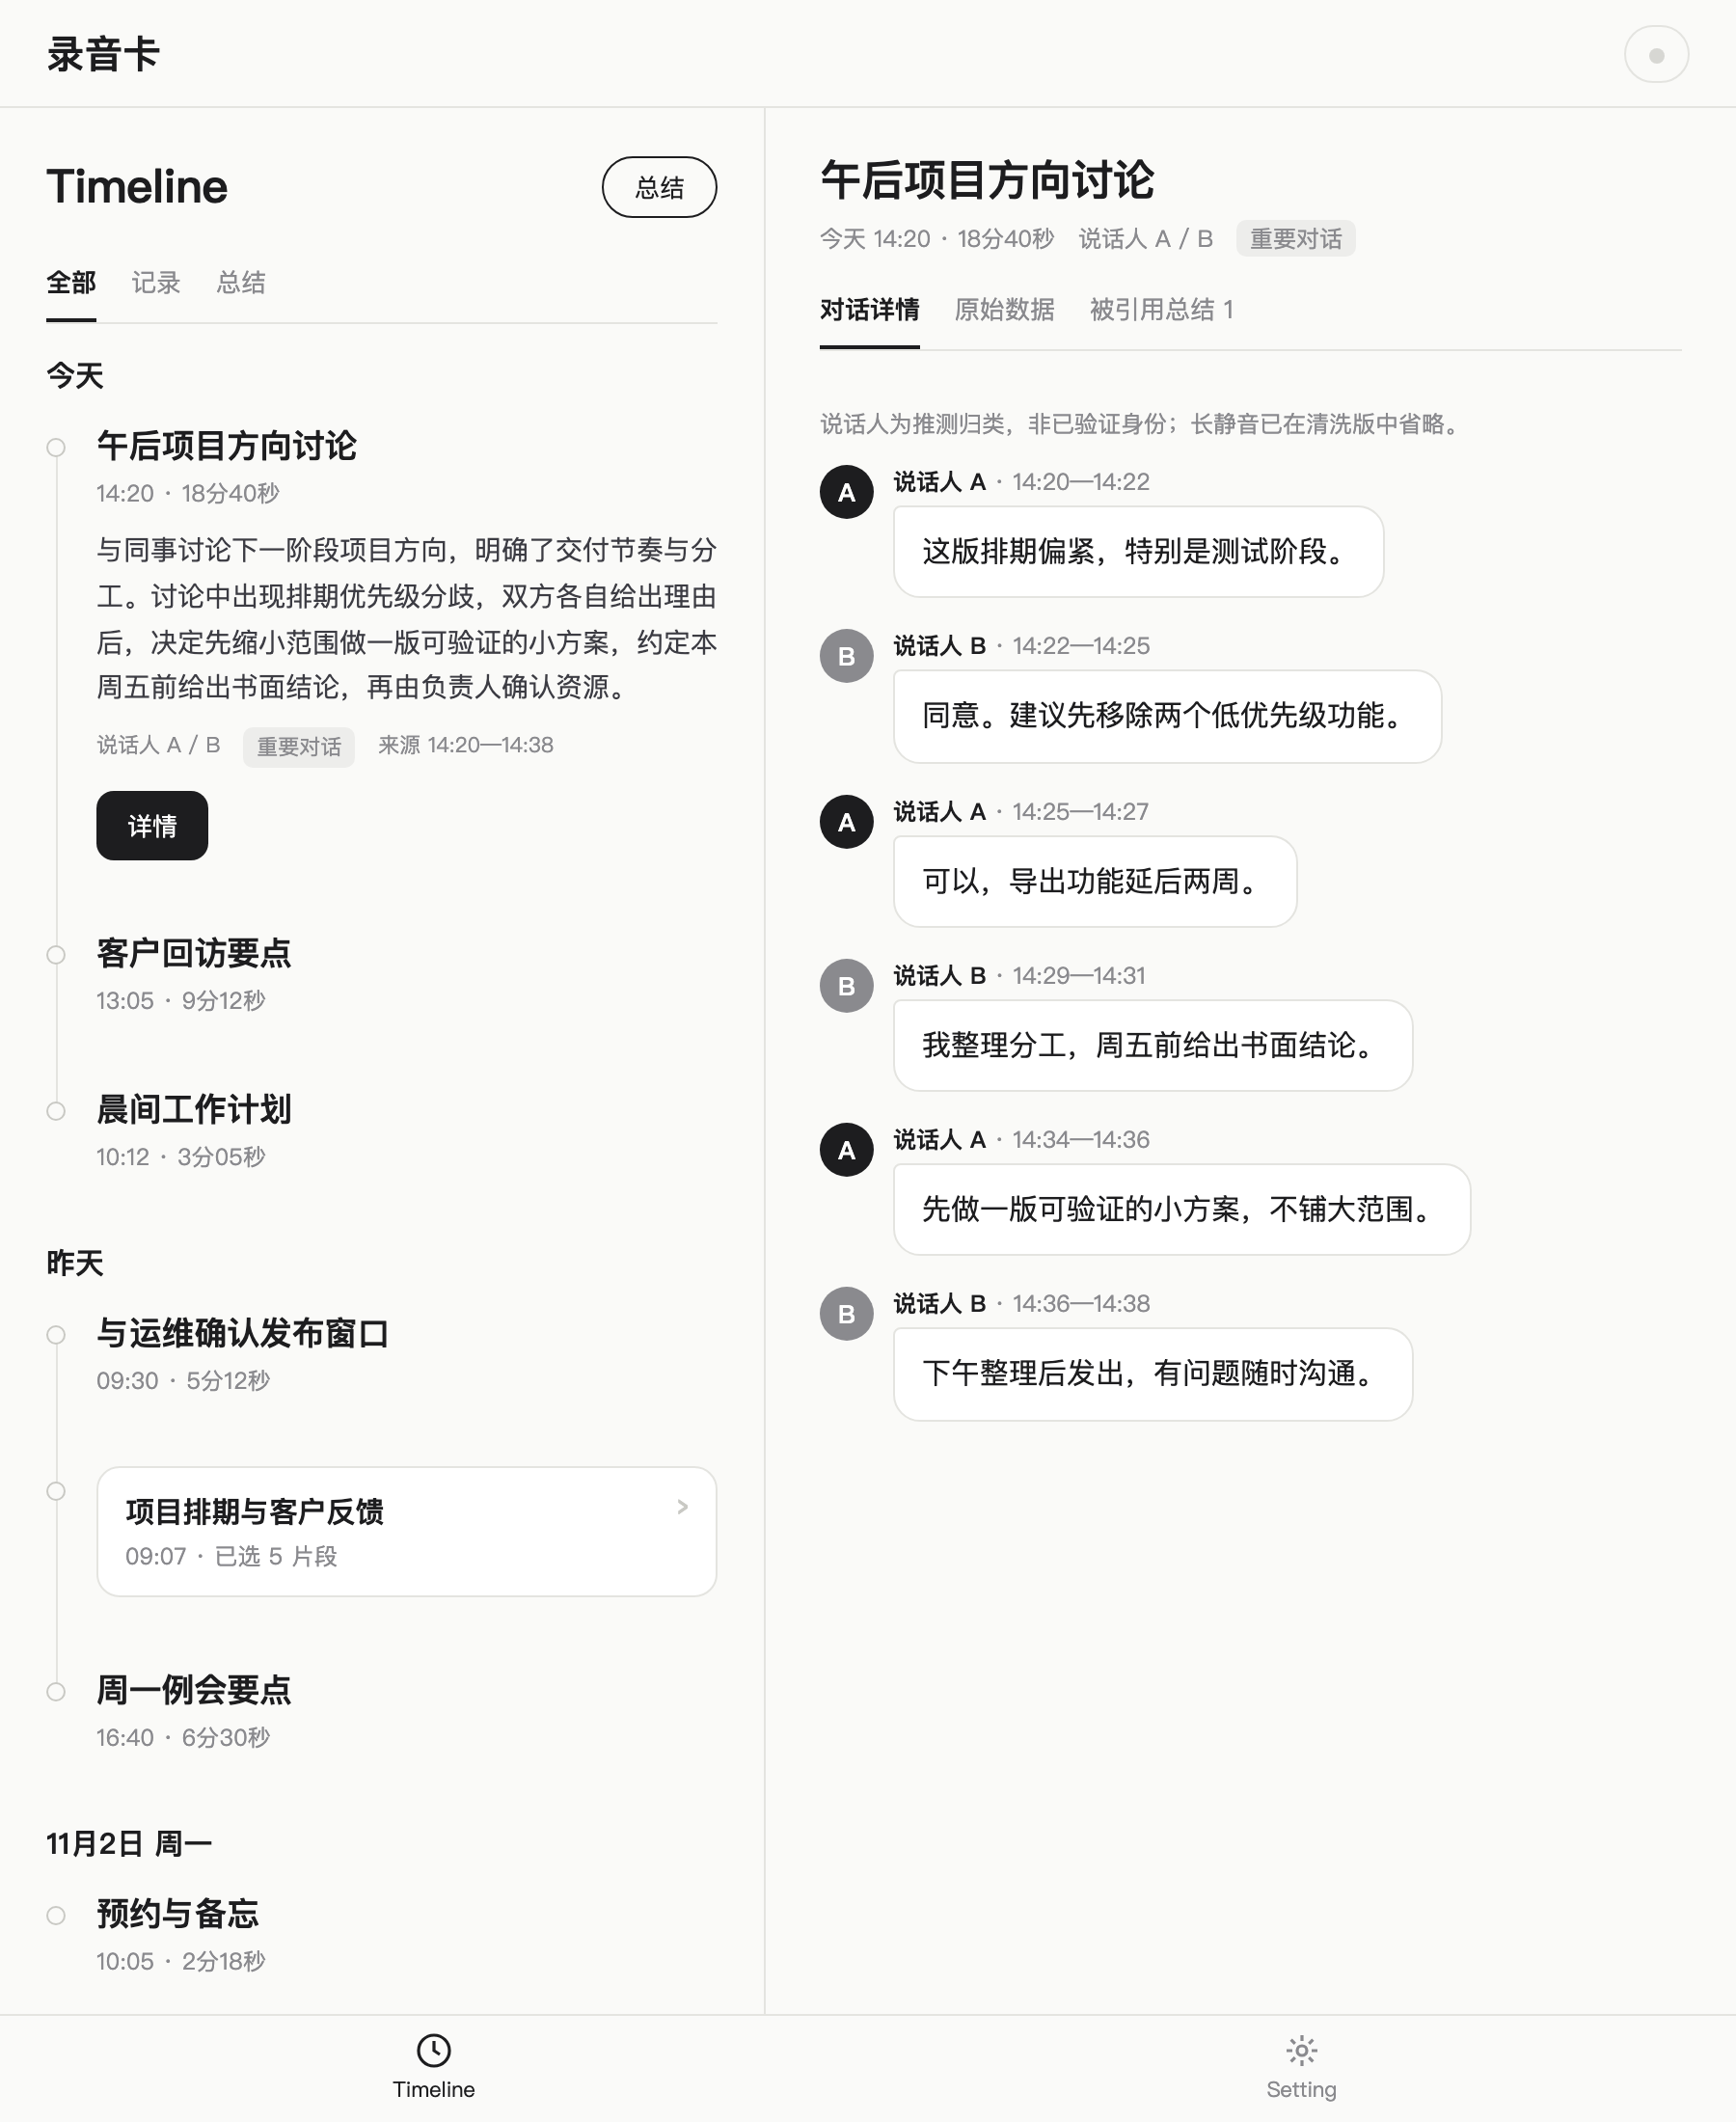 录音卡
Timeline
总结
全部 记录 总结
今天
午后项目方向讨论
14:20 · 18分40秒
与同事讨论下一阶段项目方向，明确了交付节奏与分
工。讨论中出现排期优先级分歧，双方各自给出理由
后，决定先缩小范围做一版可验证的小方案，约定本
周五前给出书面结论，再由负责人确认资源。
说话人 A / B 重要对话 来源 14:20—14:38
详情
客户回访要点
13:05 · 9分12秒
晨间工作计划
10:12 · 3分05秒
昨天
与运维确认发布窗口
09:30 · 5分12秒
项目排期与客户反馈
09:07 · 已选 5 片段
周一例会要点
16:40 · 6分30秒
11月2日 周一
预约与备忘
10:05 · 2分18秒
午后项目方向讨论
今天 14:20 · 18分40秒 说话人 A / B 重要对话
对话详情 原始数据 被引用总结 1
说话人为推测归类，非已验证身份；长静音已在清洗版中省略。
A 说话人 A · 14:20—14:22
这版排期偏紧，特别是测试阶段。
B 说话人 B · 14:22—14:25
同意。建议先移除两个低优先级功能。
A 说话人 A · 14:25—14:27
可以，导出功能延后两周。
B 说话人 B · 14:29—14:31
我整理分工，周五前给出书面结论。
A 说话人 A · 14:34—14:36
先做一版可验证的小方案，不铺大范围。
B 说话人 B · 14:36—14:38
下午整理后发出，有问题随时沟通。
Timeline
Setting